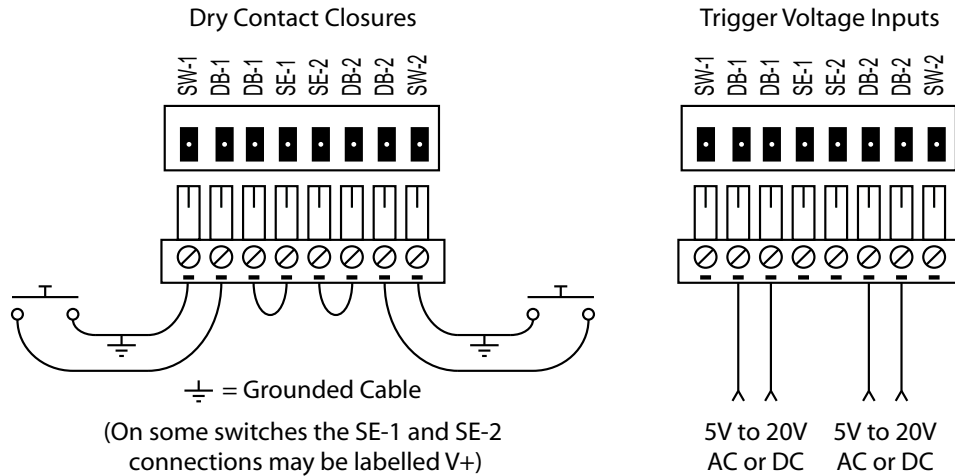 Dry Contact Closures
SW-1
DB-1
DB-1
SE-1
SE-2
DB-2
DB-2
SW-2
= Grounded Cable
(On some switches the SE-1 and SE-2
connections may be labelled V+)
Trigger Voltage Inputs
SW-1
DB-1
DB-1
SE-1
SE-2
DB-2
DB-2
SW-2
5V to 20V
AC or DC
5V to 20V
AC or DC